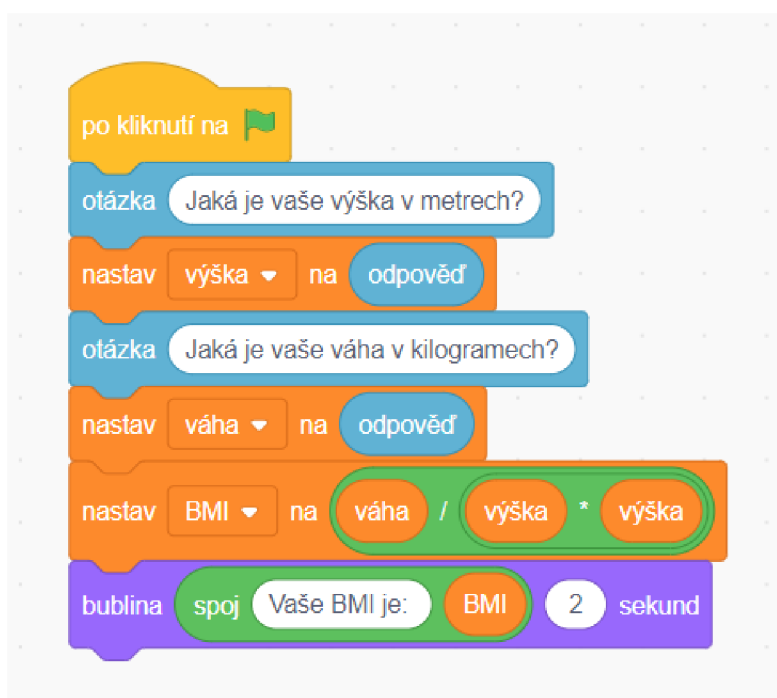 po kliknutí na
otázka Jaká je vaše výška v metrech?
nastav výška na odpověď
otázka Jaká je vaše váha v kilogramech?
nastav váha na odpověď
nastav BMI na váha / výška * výška
bublina spoj Vaše BMI je: BMI 2 sekund